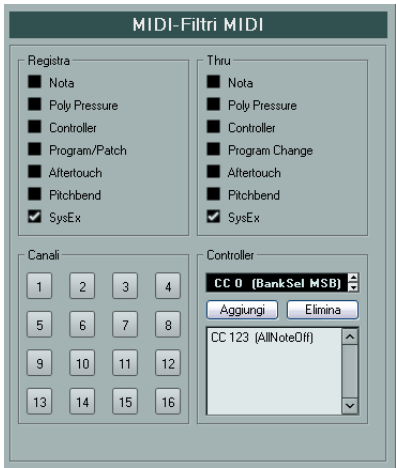 MIDI-Filtri MIDI
Registra
Nota
Poly Pressure
Controller
Program/Patch
Aftertouch
Pitchbend
SysEx
Thru
Nota
Poly Pressure
Controller
Program Change
Aftertouch
Pitchbend
SysEx
Canali
1 2 3 4
5 6 7 8
9 10 11 12
13 14 15 16
Controller
CC 0 (BankSel MSB)
Aggiungi Elimina
CC 123 (AllNoteOff)